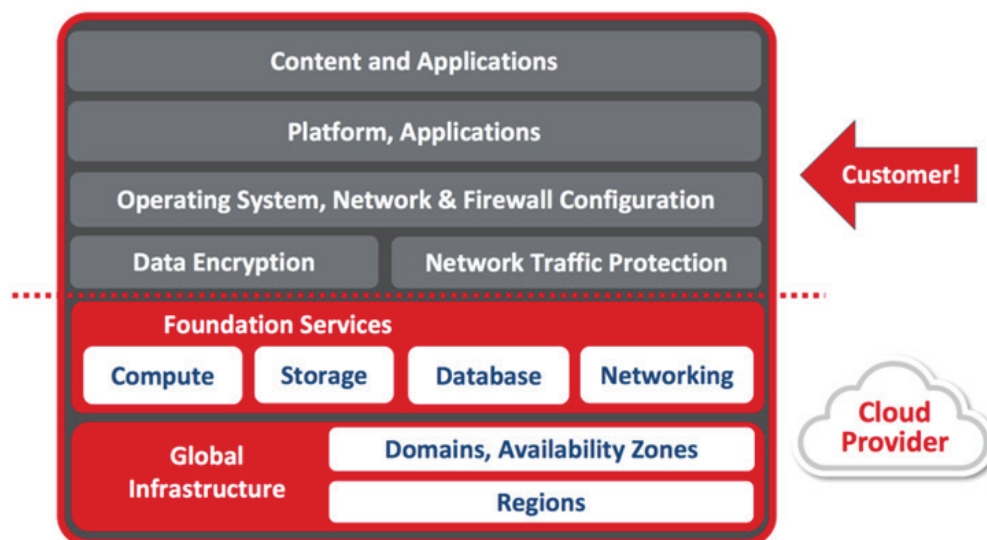 Content and Applications
Platform, Applications
Operating System, Network & Firewall Configuration
Customer!
Data Encryption
Network Traffic Protection
Foundation Services
Compute
Storage
Database
Networking
Global
Infrastructure
Domains, Availability Zones
Regions
Cloud
Provider